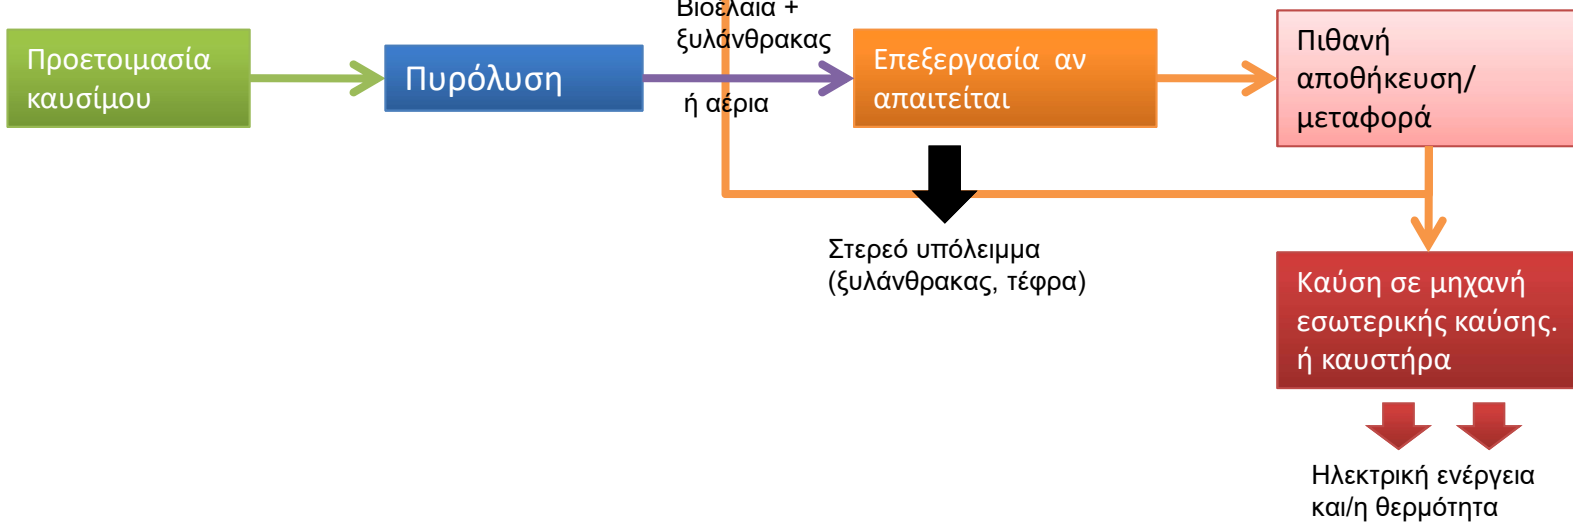 Προετοιμασία
καυσίμου
Πυρόλυση
Βιοέλαια +
ξυλάνθρακας
ή αέρια
Επεξεργασία αν
απαιτείται
Πιθανή
αποθήκευση/
μεταφορά
Στερεό υπόλειμμα
(ξυλάνθρακας, τέφρα)
Καύση σε μηχανή
εσωτερικής καύσης.
ή καυστήρα
Ηλεκτρική ενέργεια
και/η θερμότητα